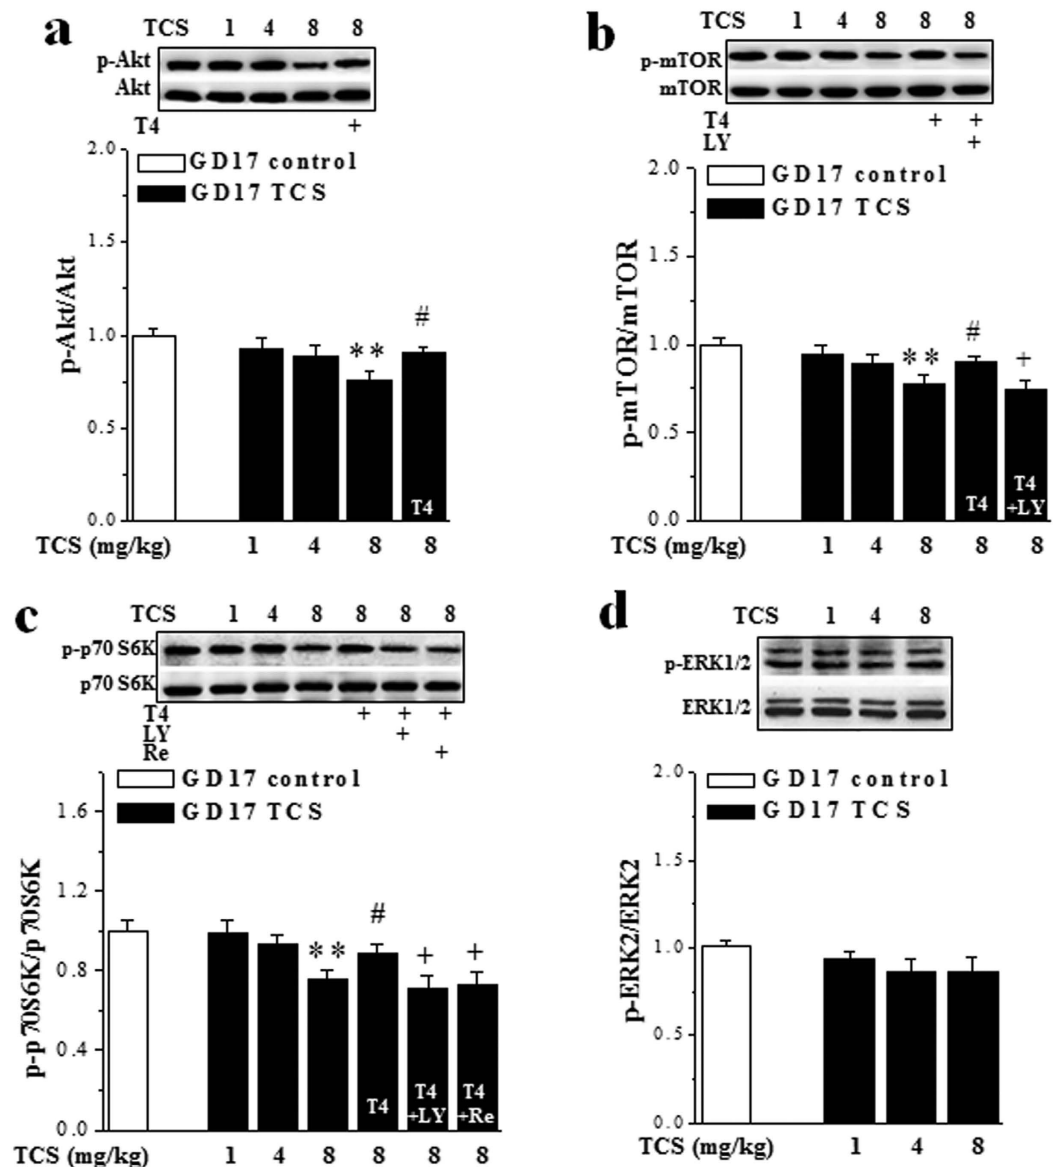 a
TCS 1 4 8 8
p-Akt
Akt
T4 +
2.0
GD17 control
GD17 TCS
1.5
1.0
0.5
0.0
p-Akt/Akt
** #
T4
TCS (mg/kg) 1 4 8 8
b
TCS 1 4 8 8 8
p-mTOR
mTOR
T4 + +
LY +
2.0
GD17 control
GD17 TCS
1.5
1.0
0.5
0.0
p-mTOR/mTOR
** # +
T4
T4
+LY
TCS (mg/kg) 1 4 8 8 8
c
TCS 1 4 8 8 8 8
p-p70 S6K
p70 S6K
T4 + + +
LY +
Re +
GD17 control
GD17 TCS
1.6
1.2
0.8
0.4
0.0
p-p70S6K/p70S6K
** # + +
T4
T4
+LY
T4
+Re
TCS (mg/kg) 1 4 8 8 8 8
d
TCS 1 4 8
p-ERK1/2
ERK1/2
2.0
GD17 control
GD17 TCS
1.5
1.0
0.5
0.0
p-ERK2/ERK2
TCS (mg/kg) 1 4 8